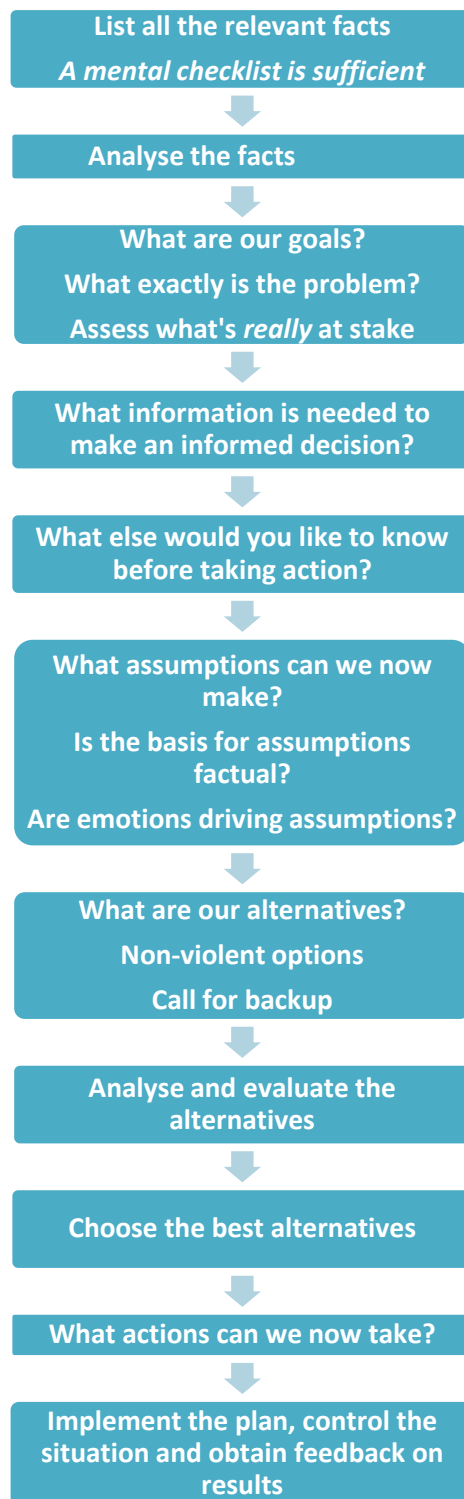 List all the relevant facts
A mental checklist is sufficient
Analyse the facts
What are our goals?
What exactly is the problem?
Assess what's really at stake
What information is needed to
make an informed decision?
What else would you like to know
before taking action?
What assumptions can we now
make?
Is the basis for assumptions
factual?
Are emotions driving assumptions?
What are our alternatives?
Non-violent options
Call for backup
Analyse and evaluate the
alternatives
Choose the best alternatives
What actions can we now take?
Implement the plan, control the
situation and obtain feedback on
results